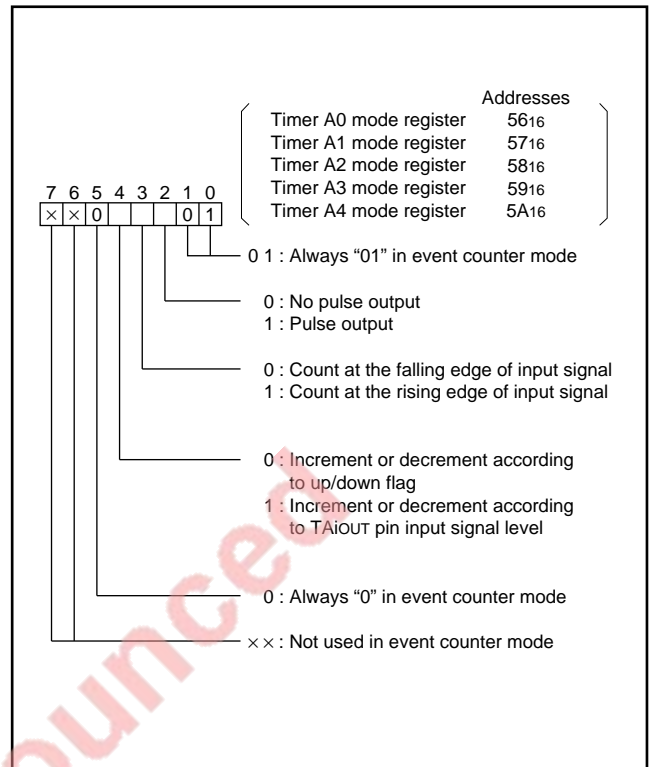 Addresses
Timer A0 mode register 5616
Timer A1 mode register 5716
Timer A2 mode register 5816
Timer A3 mode register 5916
Timer A4 mode register 5A16
7 6 5 4 3 2 1 0
× × 0 0 1
0 1 : Always “01” in event counter mode
0 : No pulse output
1 : Pulse output
0 : Count at the falling edge of input signal
1 : Count at the rising edge of input signal
0 : Increment or decrement according
to up/down flag
1 : Increment or decrement according
to TAiOUT pin input signal level
0 : Always “0” in event counter mode
×× : Not used in event counter mode
ounced